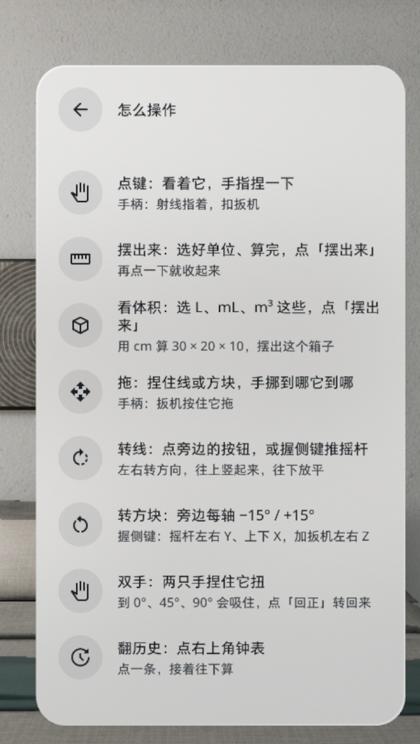 怎么操作
点键：看着它，手指捏一下
手柄：射线指着，扣扳机
摆出来：选好单位、算完，点「摆出来」
再点一下就收起来
看体积：选 L、mL、m³ 这些，点「摆出
来」
用 cm 算 30 × 20 × 10，摆出这个箱子
拖：捏住线或方块，手挪到哪它到哪
手柄：扳机按住它拖
转线：点旁边的按钮，或握侧键推摇杆
左右转方向，往上竖起来，往下放平
转方块：旁边每轴 −15° / +15°
握侧键：摇杆左右 Y、上下 X，加扳机左右 Z
双手：两只手捏住它扭
到 0°、45°、90° 会吸住，点「回正」转回来
翻历史：点右上角钟表
点一条，接着往下算